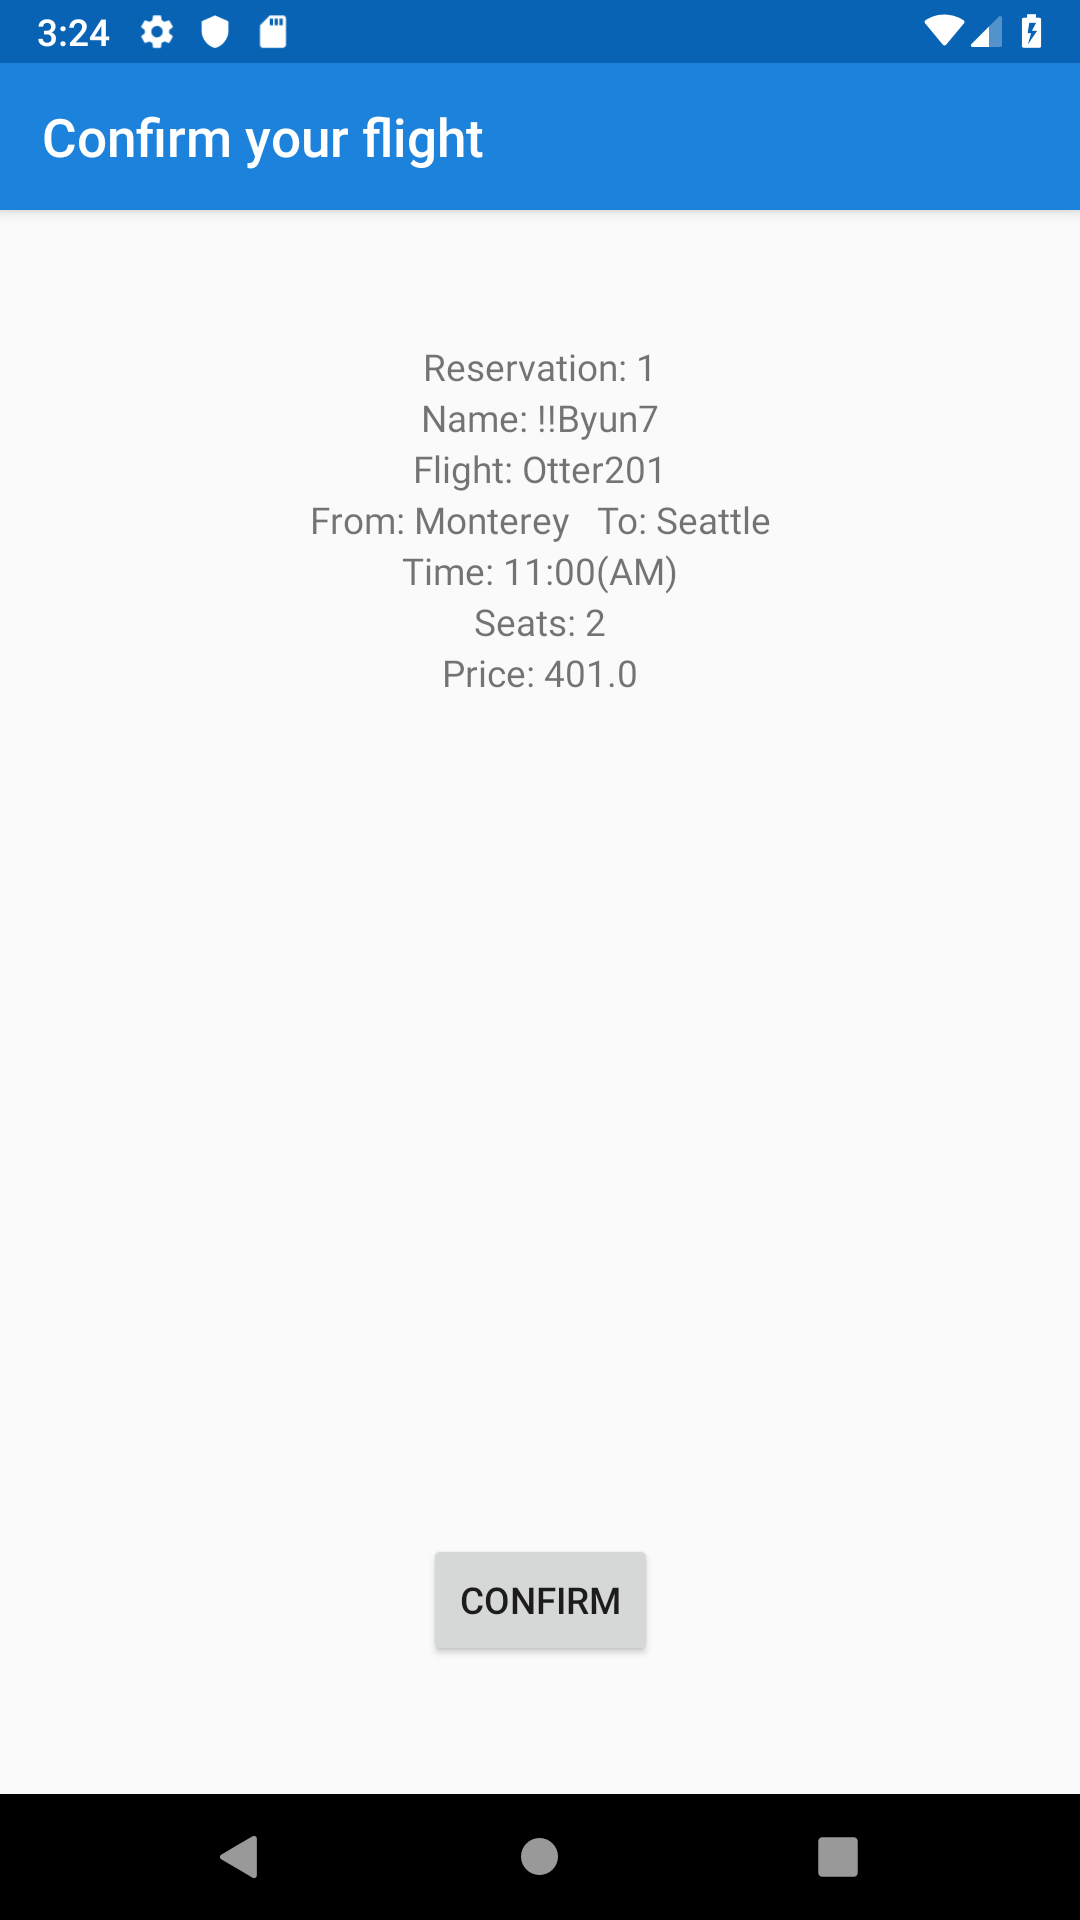 3:24
Confirm your flight
Reservation: 1
Name: !!Byun7
Flight: Otter201
From: Monterey   To: Seattle
Time: 11:00(AM)
Seats: 2
Price: 401.0
CONFIRM